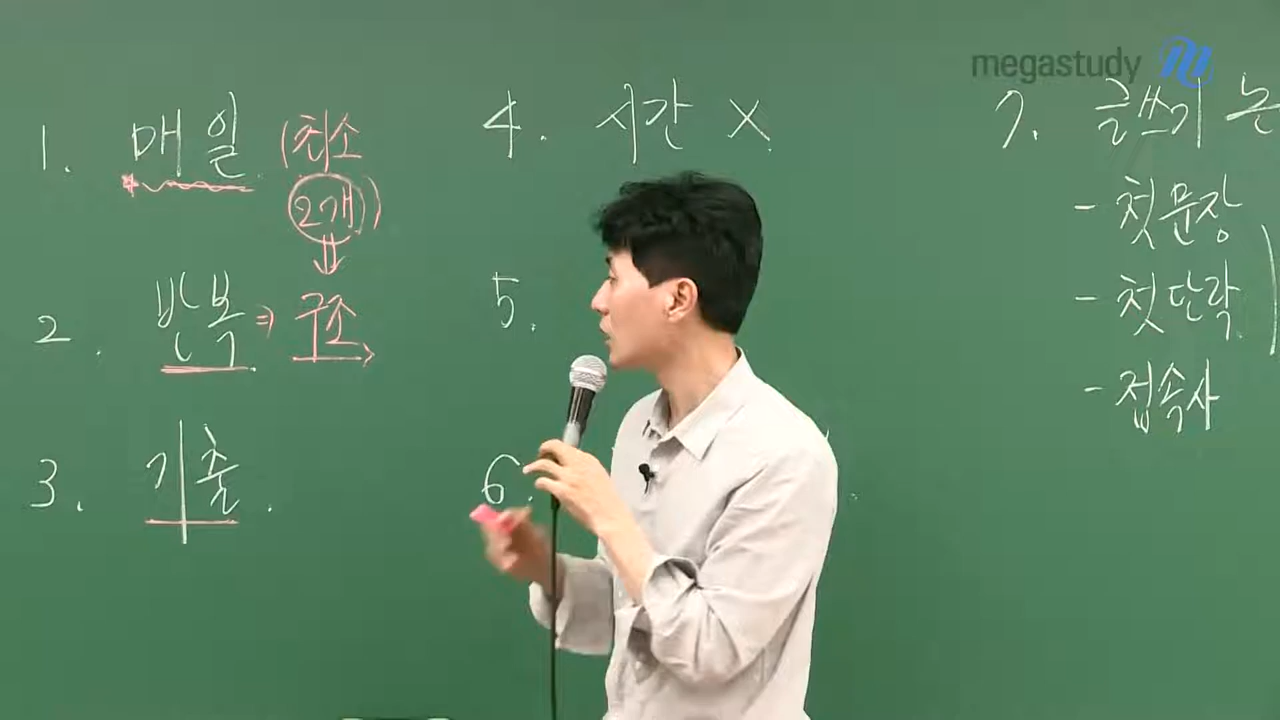 megastudy
1. 매일 (최소
2개)
⇓
2. 반복 ⇒ 구조
3. 기출.
4. 시간 X
5.
6.
7. 글쓰기 논
- 첫문장
- 첫단락
- 접속사